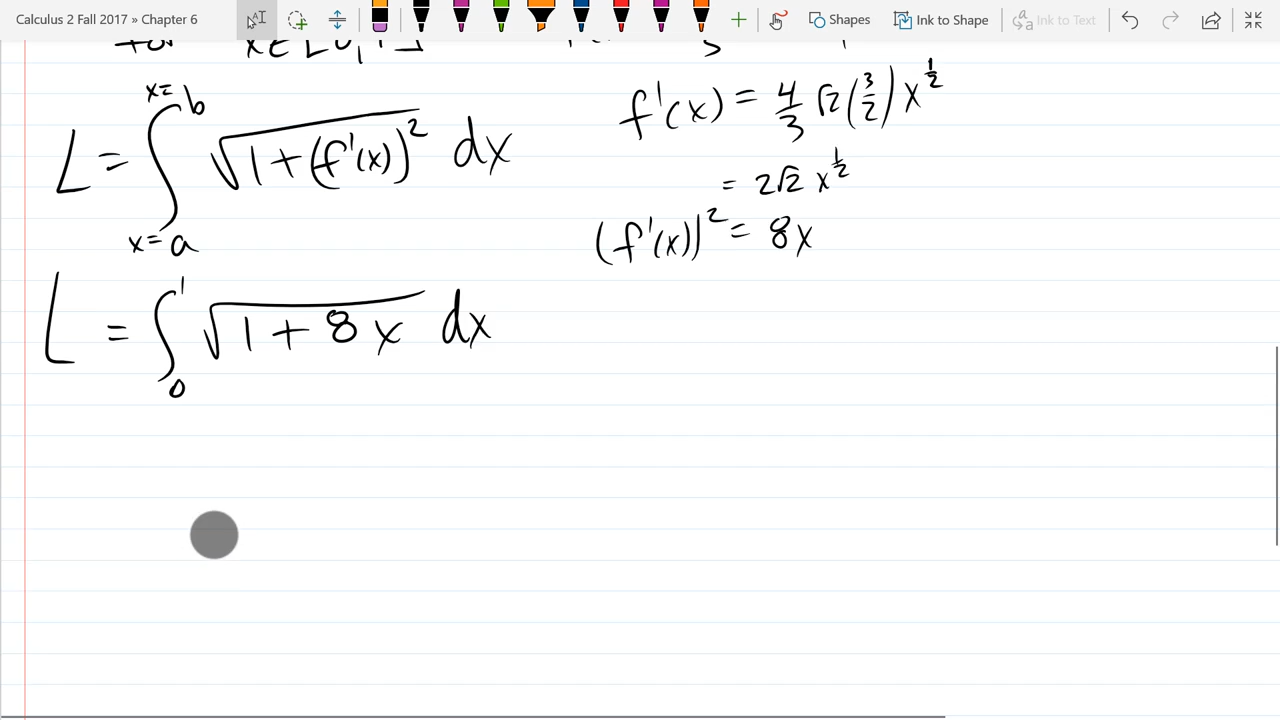 Calculus 2 Fall 2017 » Chapter 6
Shapes
Ink to Shape
Ink to Text
f'(x) = 4/3 √2 (3/2) x^{1/2}
L = ∫_{x=a}^{x=b} √(1+(f'(x))^2) dx
= 2√2 x^{1/2}
(f'(x))^2 = 8x
L = ∫_0^1 √(1+8x) dx